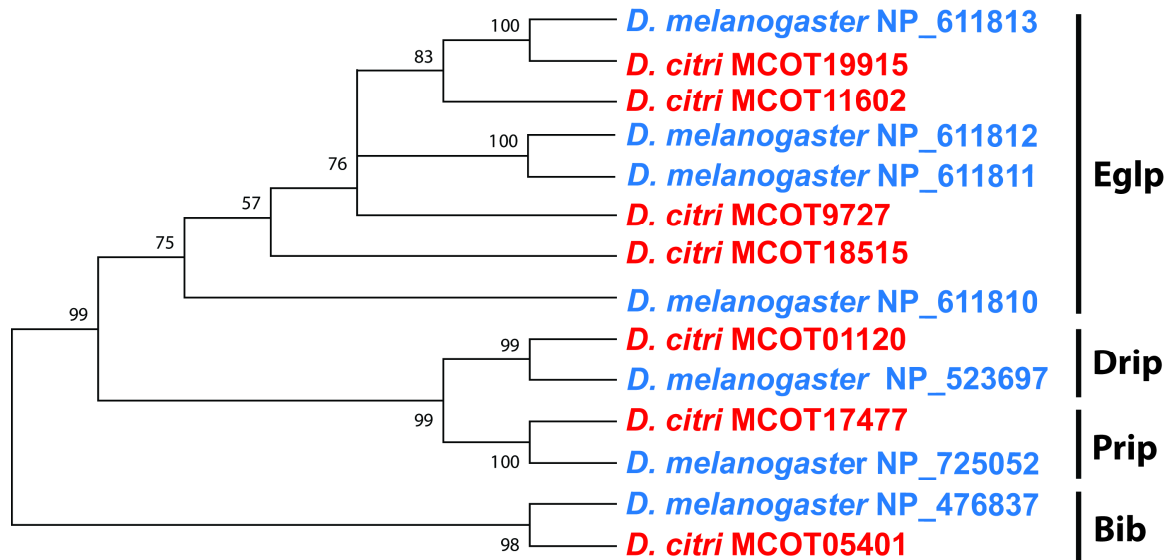 100 D. melanogaster NP_611813
83 D. citri MCOT19915
D. citri MCOT11602
100 D. melanogaster NP_611812
76 D. melanogaster NP_611811
Eglp
57 D. citri MCOT9727
75 D. citri MCOT18515
D. melanogaster NP_611810
99
99 D. citri MCOT01120
D. melanogaster NP_523697
Drip
99 D. citri MCOT17477
100 D. melanogaster NP_725052
Prip
D. melanogaster NP_476837
98 D. citri MCOT05401
Bib